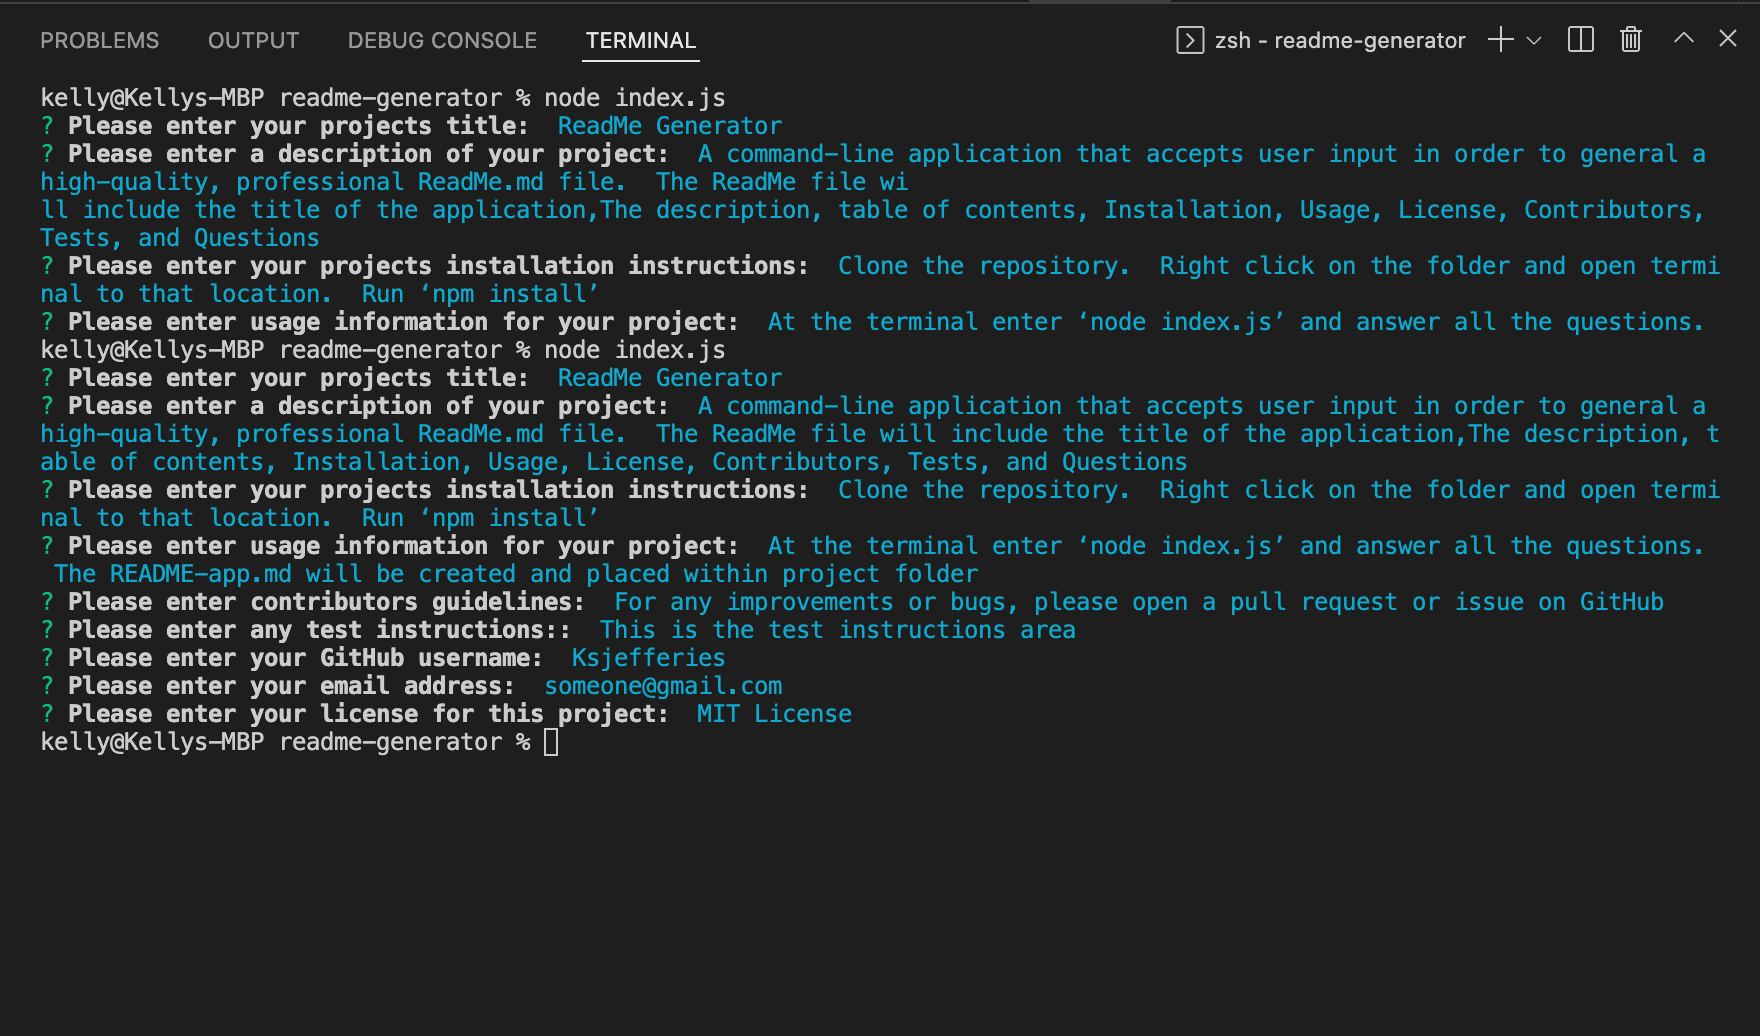 PROBLEMS OUTPUT DEBUG CONSOLE TERMINAL zsh - readme-generator
kelly@Kellys-MBP readme-generator % node index.js
? Please enter your projects title:  ReadMe Generator
? Please enter a description of your project:  A command-line application that accepts user input in order to general a
high-quality, professional ReadMe.md file.  The ReadMe file wi
ll include the title of the application,The description, table of contents, Installation, Usage, License, Contributors,
Tests, and Questions
? Please enter your projects installation instructions:  Clone the repository.  Right click on the folder and open termi
nal to that location.  Run ‘npm install’
? Please enter usage information for your project:  At the terminal enter ‘node index.js’ and answer all the questions.
kelly@Kellys-MBP readme-generator % node index.js
? Please enter your projects title:  ReadMe Generator
? Please enter a description of your project:  A command-line application that accepts user input in order to general a
high-quality, professional ReadMe.md file.  The ReadMe file will include the title of the application,The description, t
able of contents, Installation, Usage, License, Contributors, Tests, and Questions
? Please enter your projects installation instructions:  Clone the repository.  Right click on the folder and open termi
nal to that location.  Run ‘npm install’
? Please enter usage information for your project:  At the terminal enter ‘node index.js’ and answer all the questions.
 The README-app.md will be created and placed within project folder
? Please enter contributors guidelines:  For any improvements or bugs, please open a pull request or issue on GitHub
? Please enter any test instructions::  This is the test instructions area
? Please enter your GitHub username:  Ksjefferies
? Please enter your email address:  someone@gmail.com
? Please enter your license for this project:  MIT License
kelly@Kellys-MBP readme-generator %